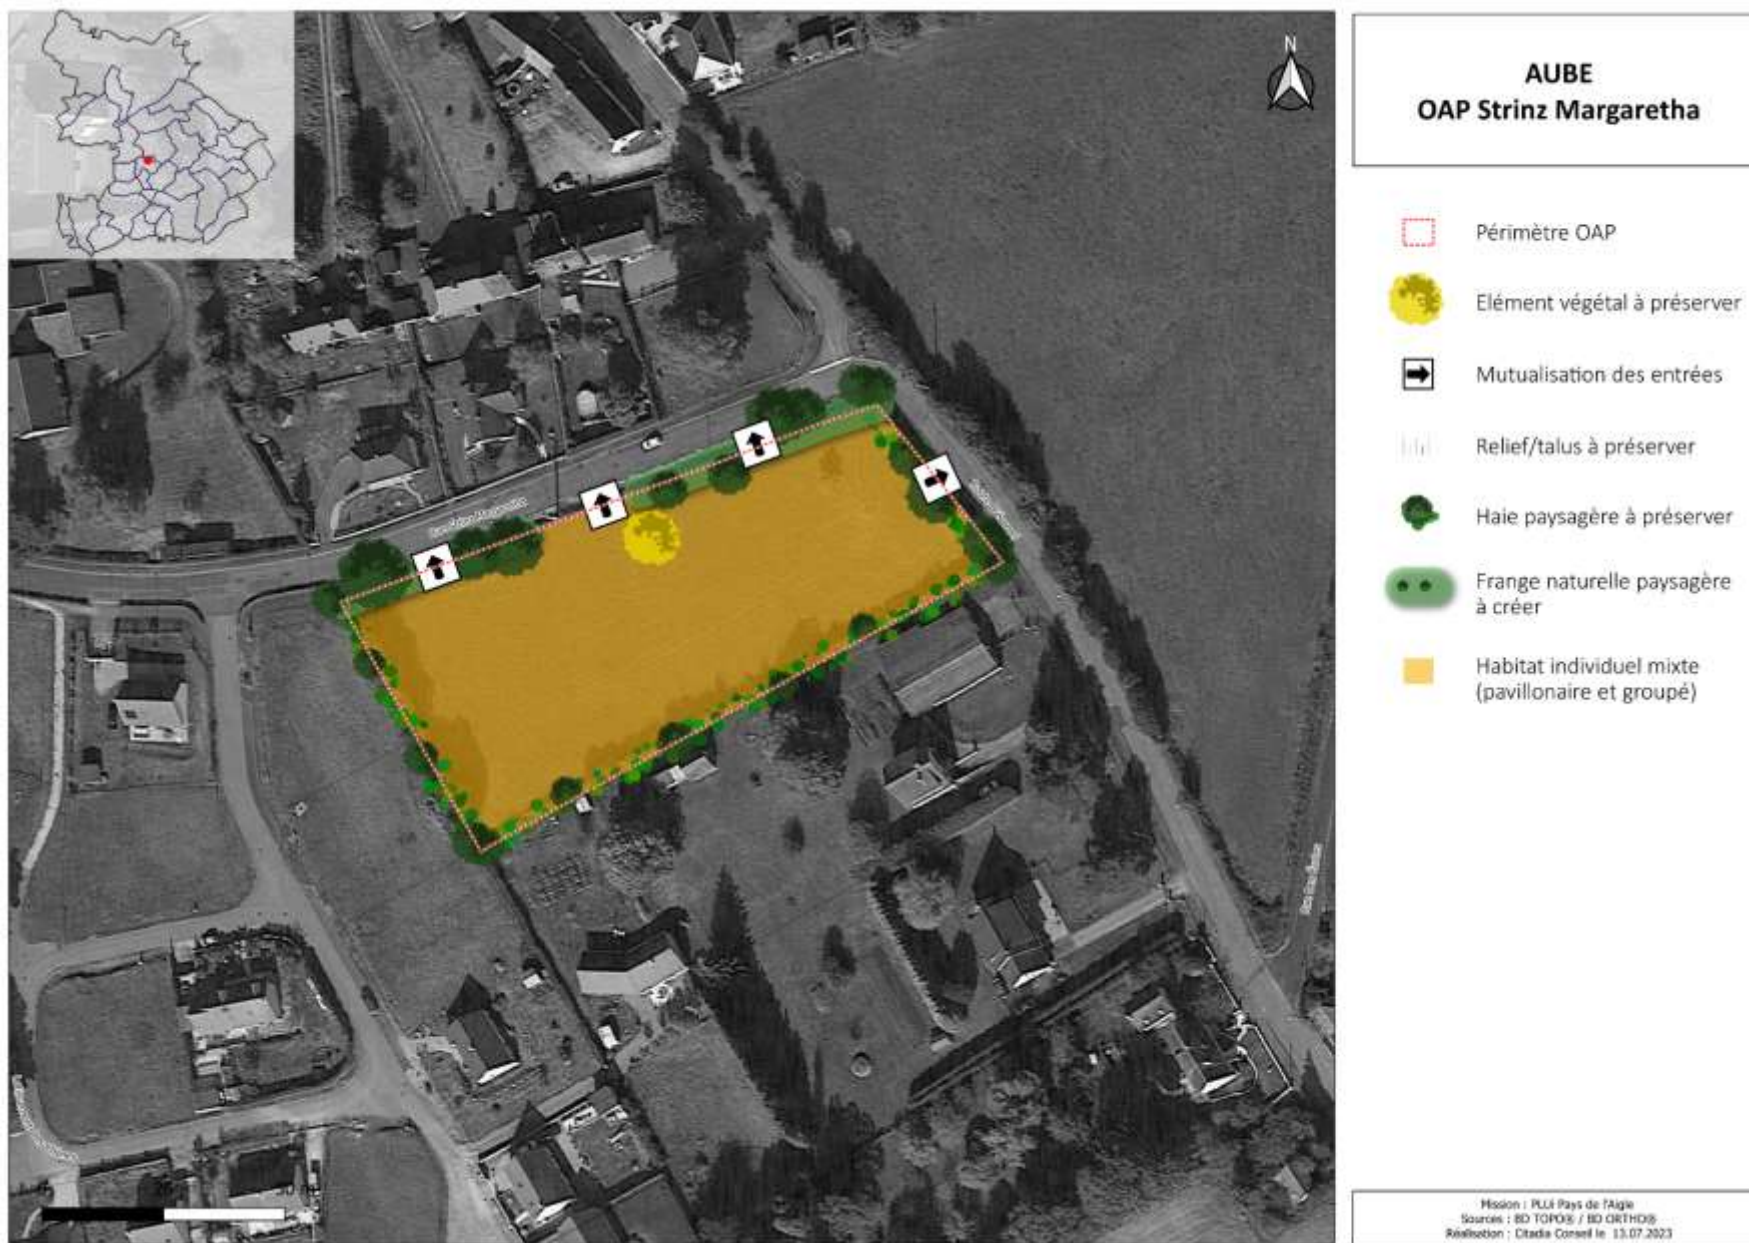 AUBE
OAP Strinz Margaretha
N
Périmètre OAP
Elément végétal à préserver
Mutualisation des entrées
Relief/talus à préserver
Haie paysagère à préserver
Frange naturelle paysagère
à créer
Habitat individuel mixte
(pavillonaire et groupé)
Mission : PLUi Pays de l'Aigle
Sources : BD TOPO® / BD ORTHO®
Réalisation : Citadia Conseil le 13.07.2023